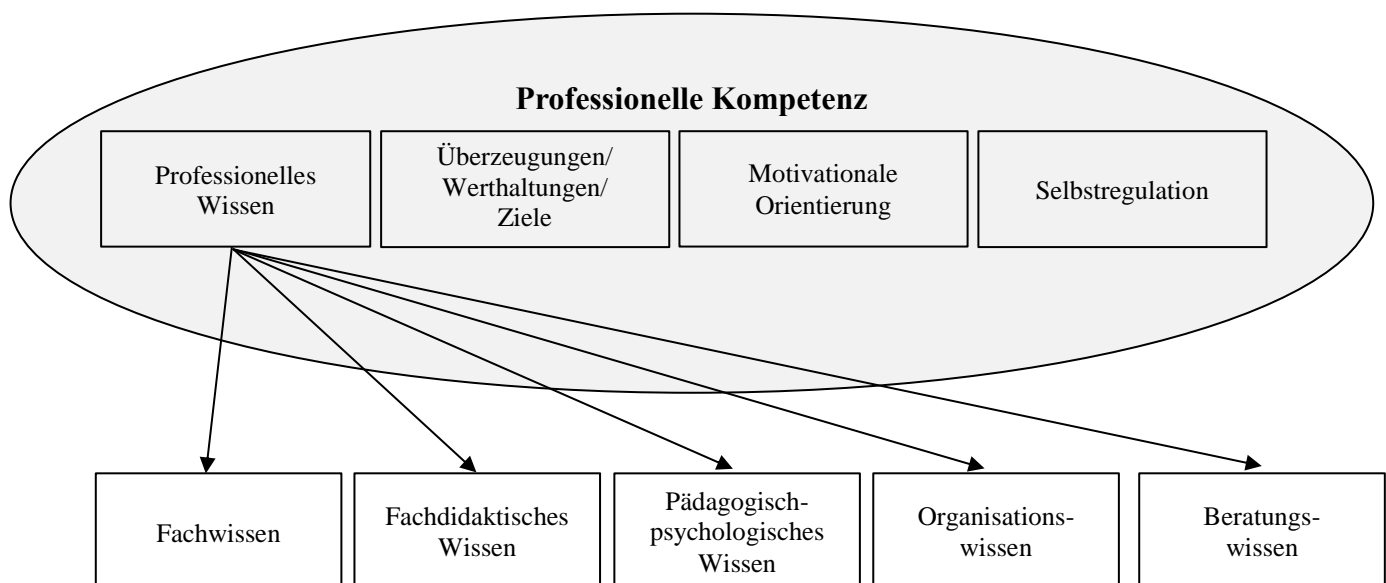 Professionelle Kompetenz
Professionelles
Wissen
Überzeugungen/
Werthaltungen/
Ziele
Motivationale
Orientierung
Selbstregulation
Fachwissen
Fachdidaktisches
Wissen
Pädagogisch-
psychologisches
Wissen
Organisations-
wissen
Beratungs-
wissen